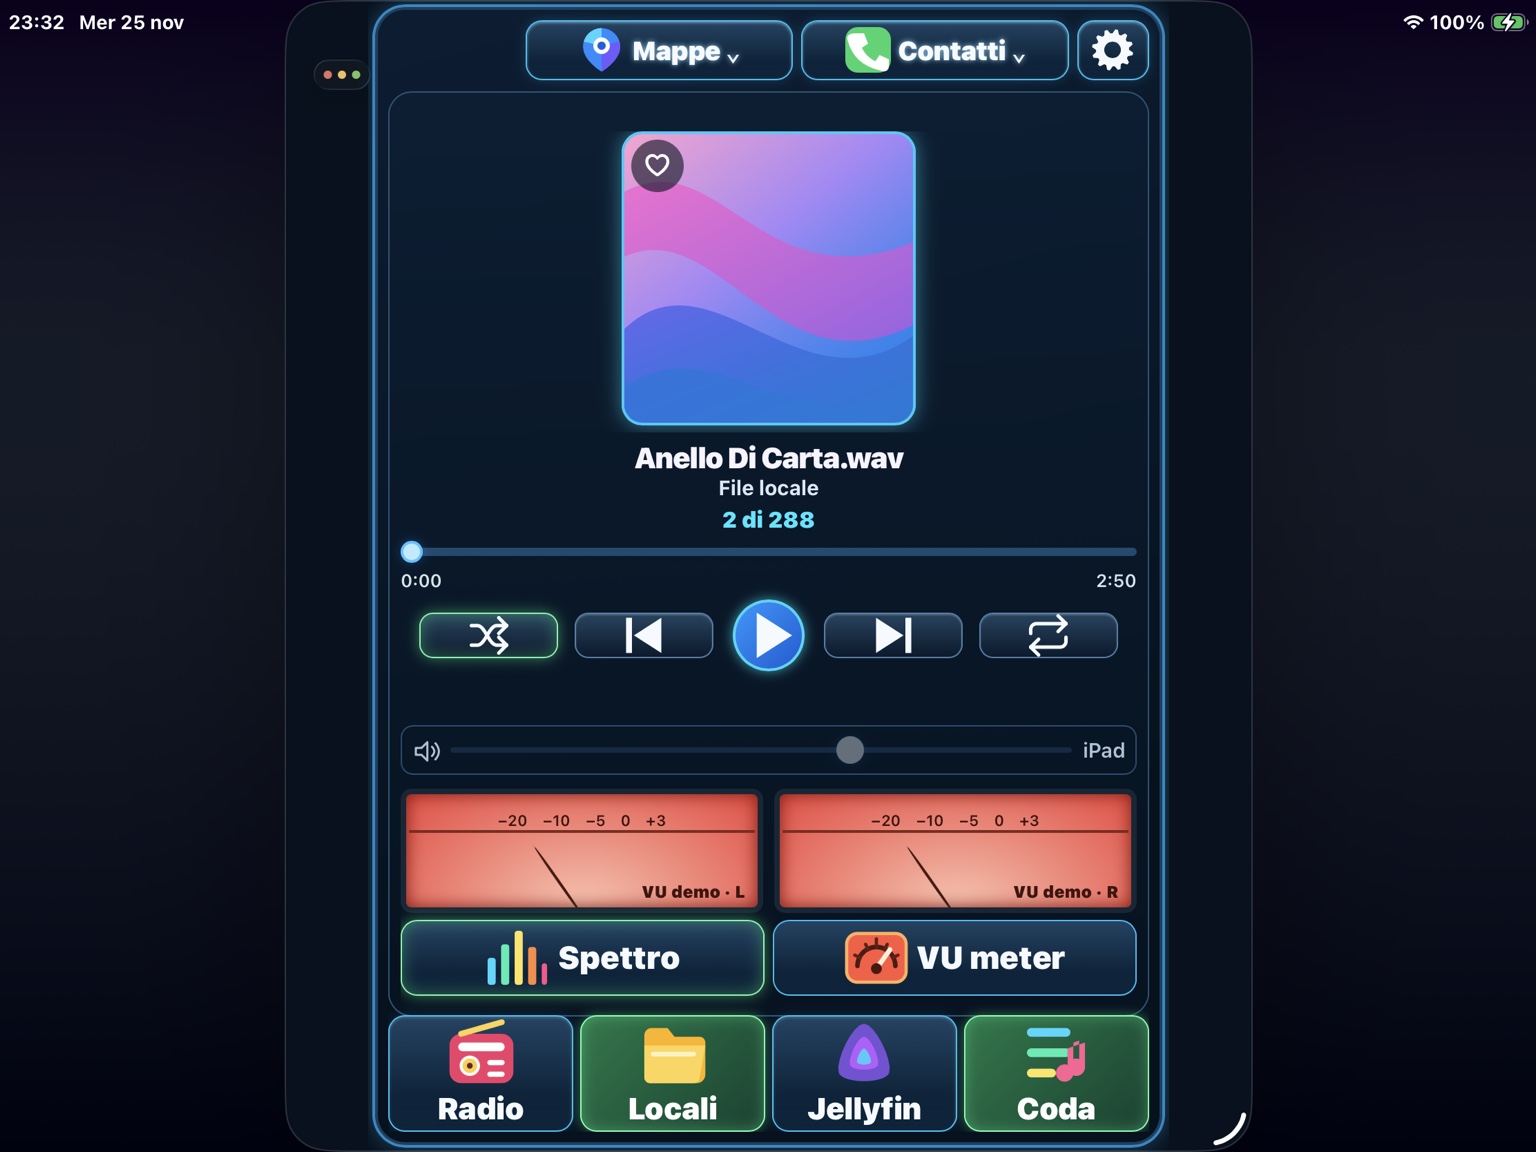 23:32 Mer 25 nov
100%
Mappe
Contatti
Anello Di Carta.wav
File locale
2 di 288
0:00
2:50
iPad
−20 −10 −5 0 +3
VU demo · L
−20 −10 −5 0 +3
VU demo · R
Spettro
VU meter
Radio
Locali
Jellyfin
Coda